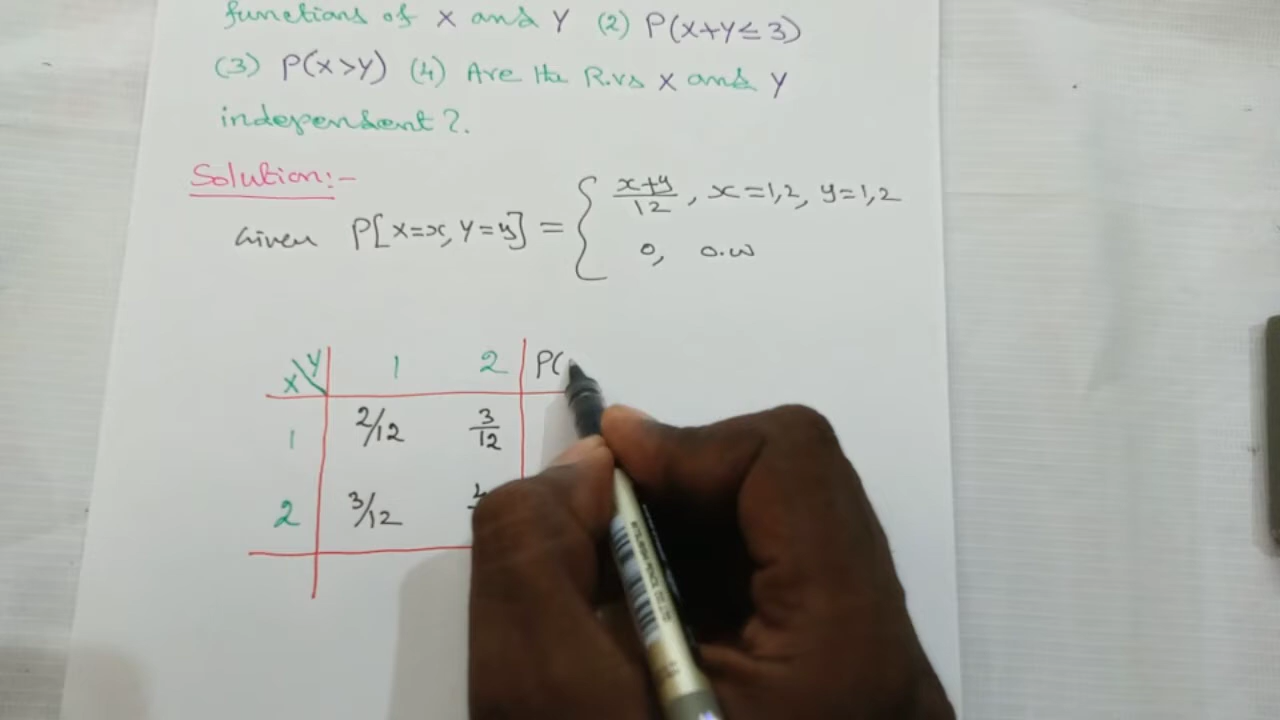 functions of X and Y (2) P(X+Y≤3)
(3) P(X>Y) (4) Are the R.vs X and Y
independent?.
Solution:-
Given P[X=x, Y=y] = { x+y/12, x=1,2, y=1,2
0, o.w
X\Y 1 2 P(
1 2/12 3/12
2 3/12